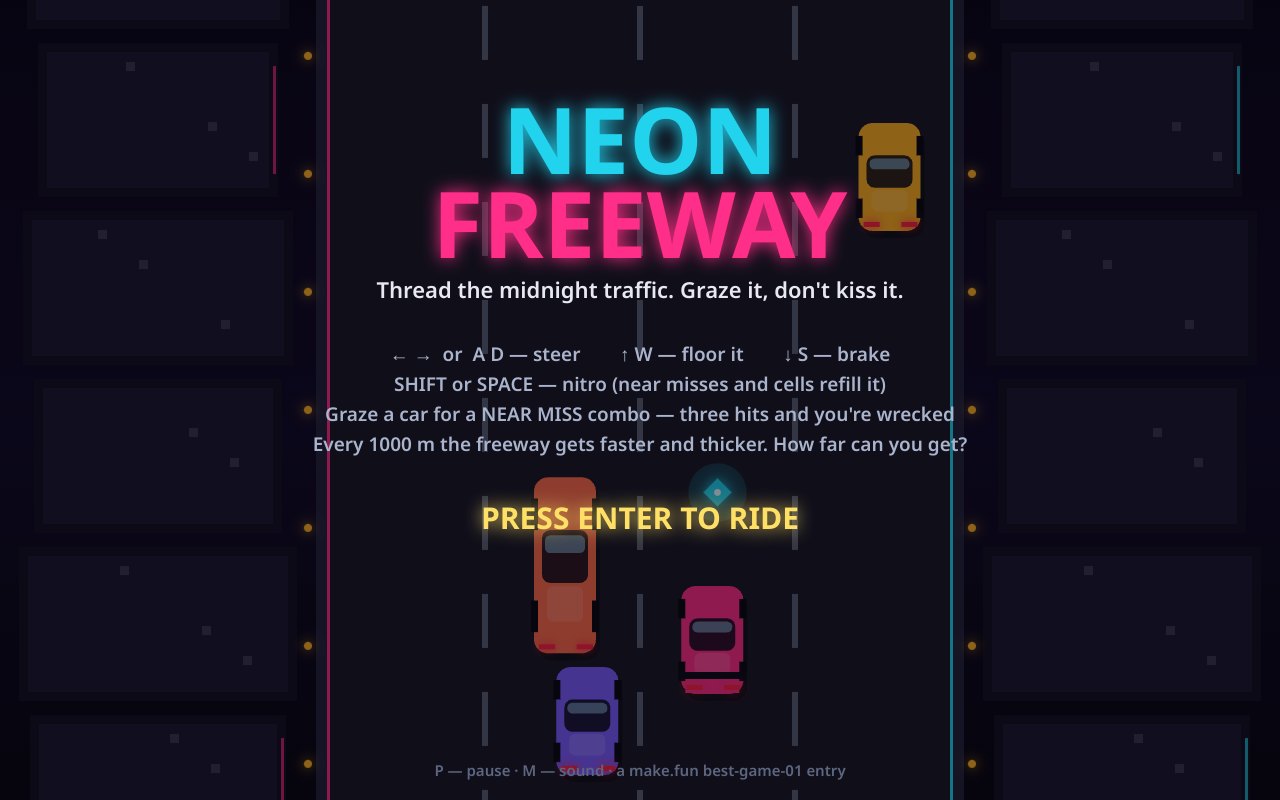 NEON
FREEWAY
Thread the midnight traffic. Graze it, don't kiss it.
← → or A D — steer ↑ W — floor it ↓ S — brake
SHIFT or SPACE — nitro (near misses and cells refill it)
Graze a car for a NEAR MISS combo — three hits and you're wrecked
Every 1000 m the freeway gets faster and thicker. How far can you get?
PRESS ENTER TO RIDE
P — pause · M — sound · a make.fun best-game-01 entry